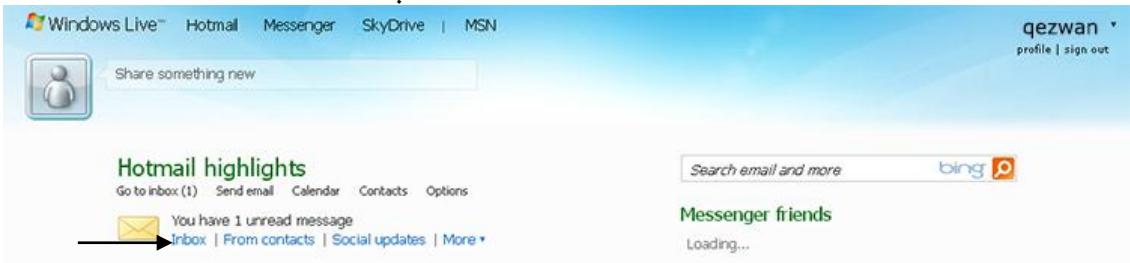 Windows Live™ Hotmail Messenger SkyDrive | MSN
qezwan
profile | sign out
Share something new
Hotmail highlights
Go to inbox (1) Send email Calendar Contacts Options
You have 1 unread message
Inbox | From contacts | Social updates | More
Search email and more bing
Messenger friends
Loading...